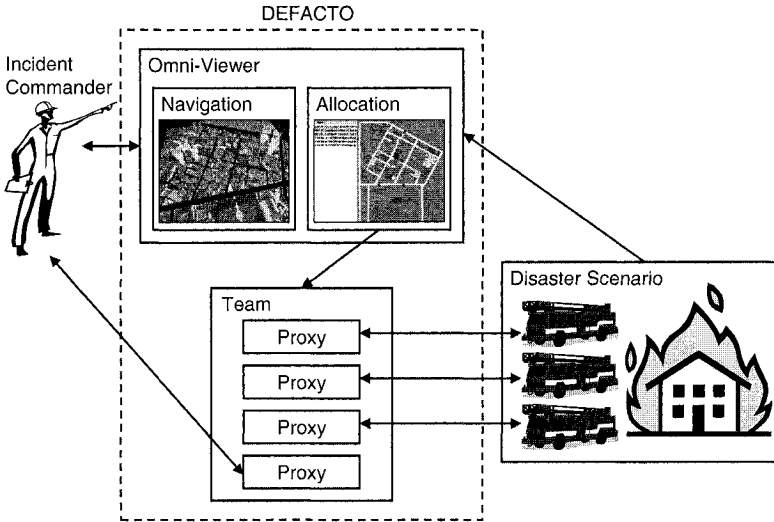 DEFACTO
Incident
Commander
Omni-Viewer
Navigation
Allocation
Disaster Scenario
Team
Proxy
Proxy
Proxy
Proxy